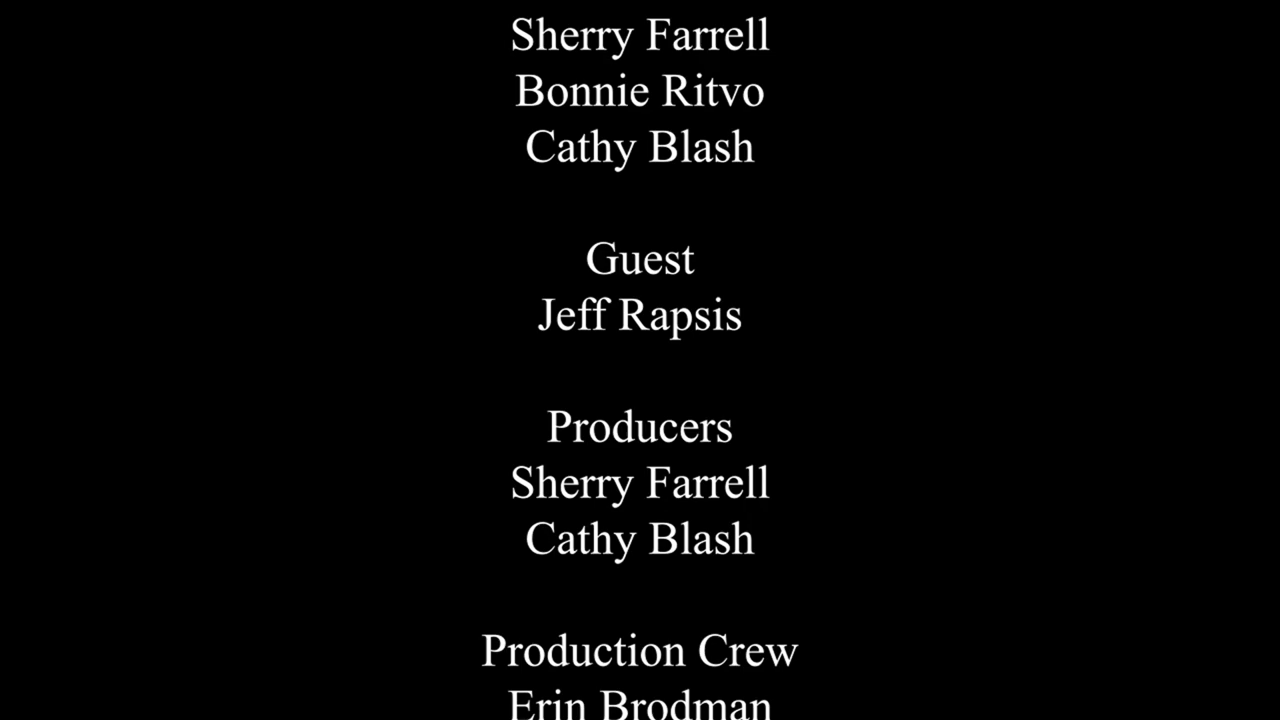 Sherry Farrell
Bonnie Ritvo
Cathy Blash
Guest
Jeff Rapsis
Producers
Sherry Farrell
Cathy Blash
Production Crew
Erin Brodman